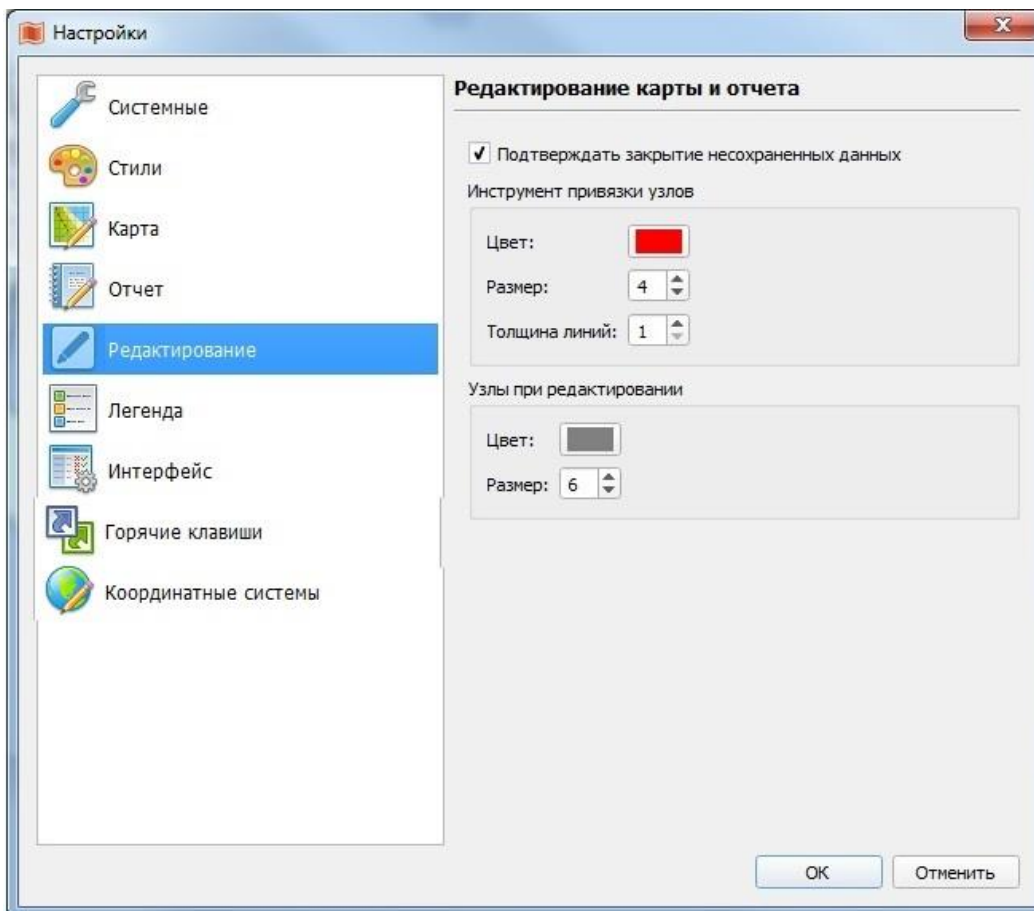 Настройки
Системные
Стили
Карта
Отчет
Редактирование
Легенда
Интерфейс
Горячие клавиши
Координатные системы
Редактирование карты и отчета
Подтверждать закрытие несохраненных данных
Инструмент привязки узлов
Цвет:
Размер: 4
Толщина линий: 1
Узлы при редактировании
Цвет:
Размер: 6
ОК
Отменить